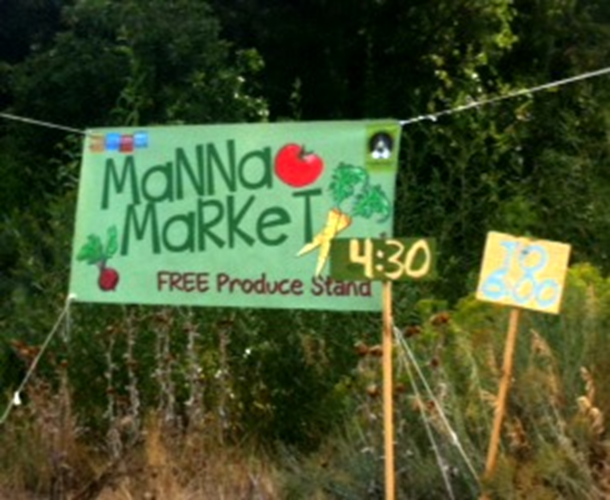 MaNNa
MaRKeT
FREE Produce Stand
4:30
TO
6:00